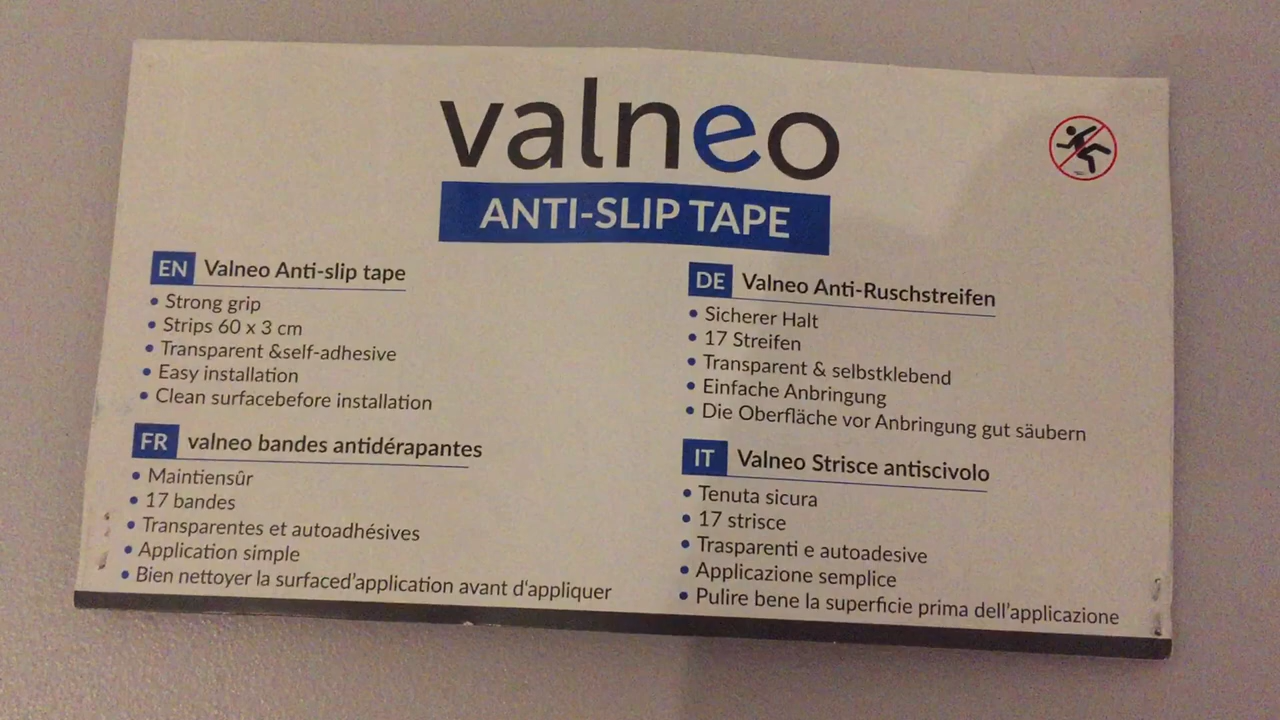 valneo
ANTI-SLIP TAPE
EN Valneo Anti-slip tape
• Strong grip
• Strips 60 x 3 cm
• Transparent &self-adhesive
• Easy installation
• Clean surfacebefore installation
FR valneo bandes antidérapantes
• Maintiensûr
• 17 bandes
• Transparentes et autoadhésives
• Application simple
• Bien nettoyer la surfaced’application avant d‘appliquer
DE Valneo Anti-Ruschstreifen
• Sicherer Halt
• 17 Streifen
• Transparent & selbstklebend
• Einfache Anbringung
• Die Oberfläche vor Anbringung gut säubern
IT Valneo Strisce antiscivolo
• Tenuta sicura
• 17 strisce
• Trasparenti e autoadesive
• Applicazione semplice
• Pulire bene la superficie prima dell’applicazione